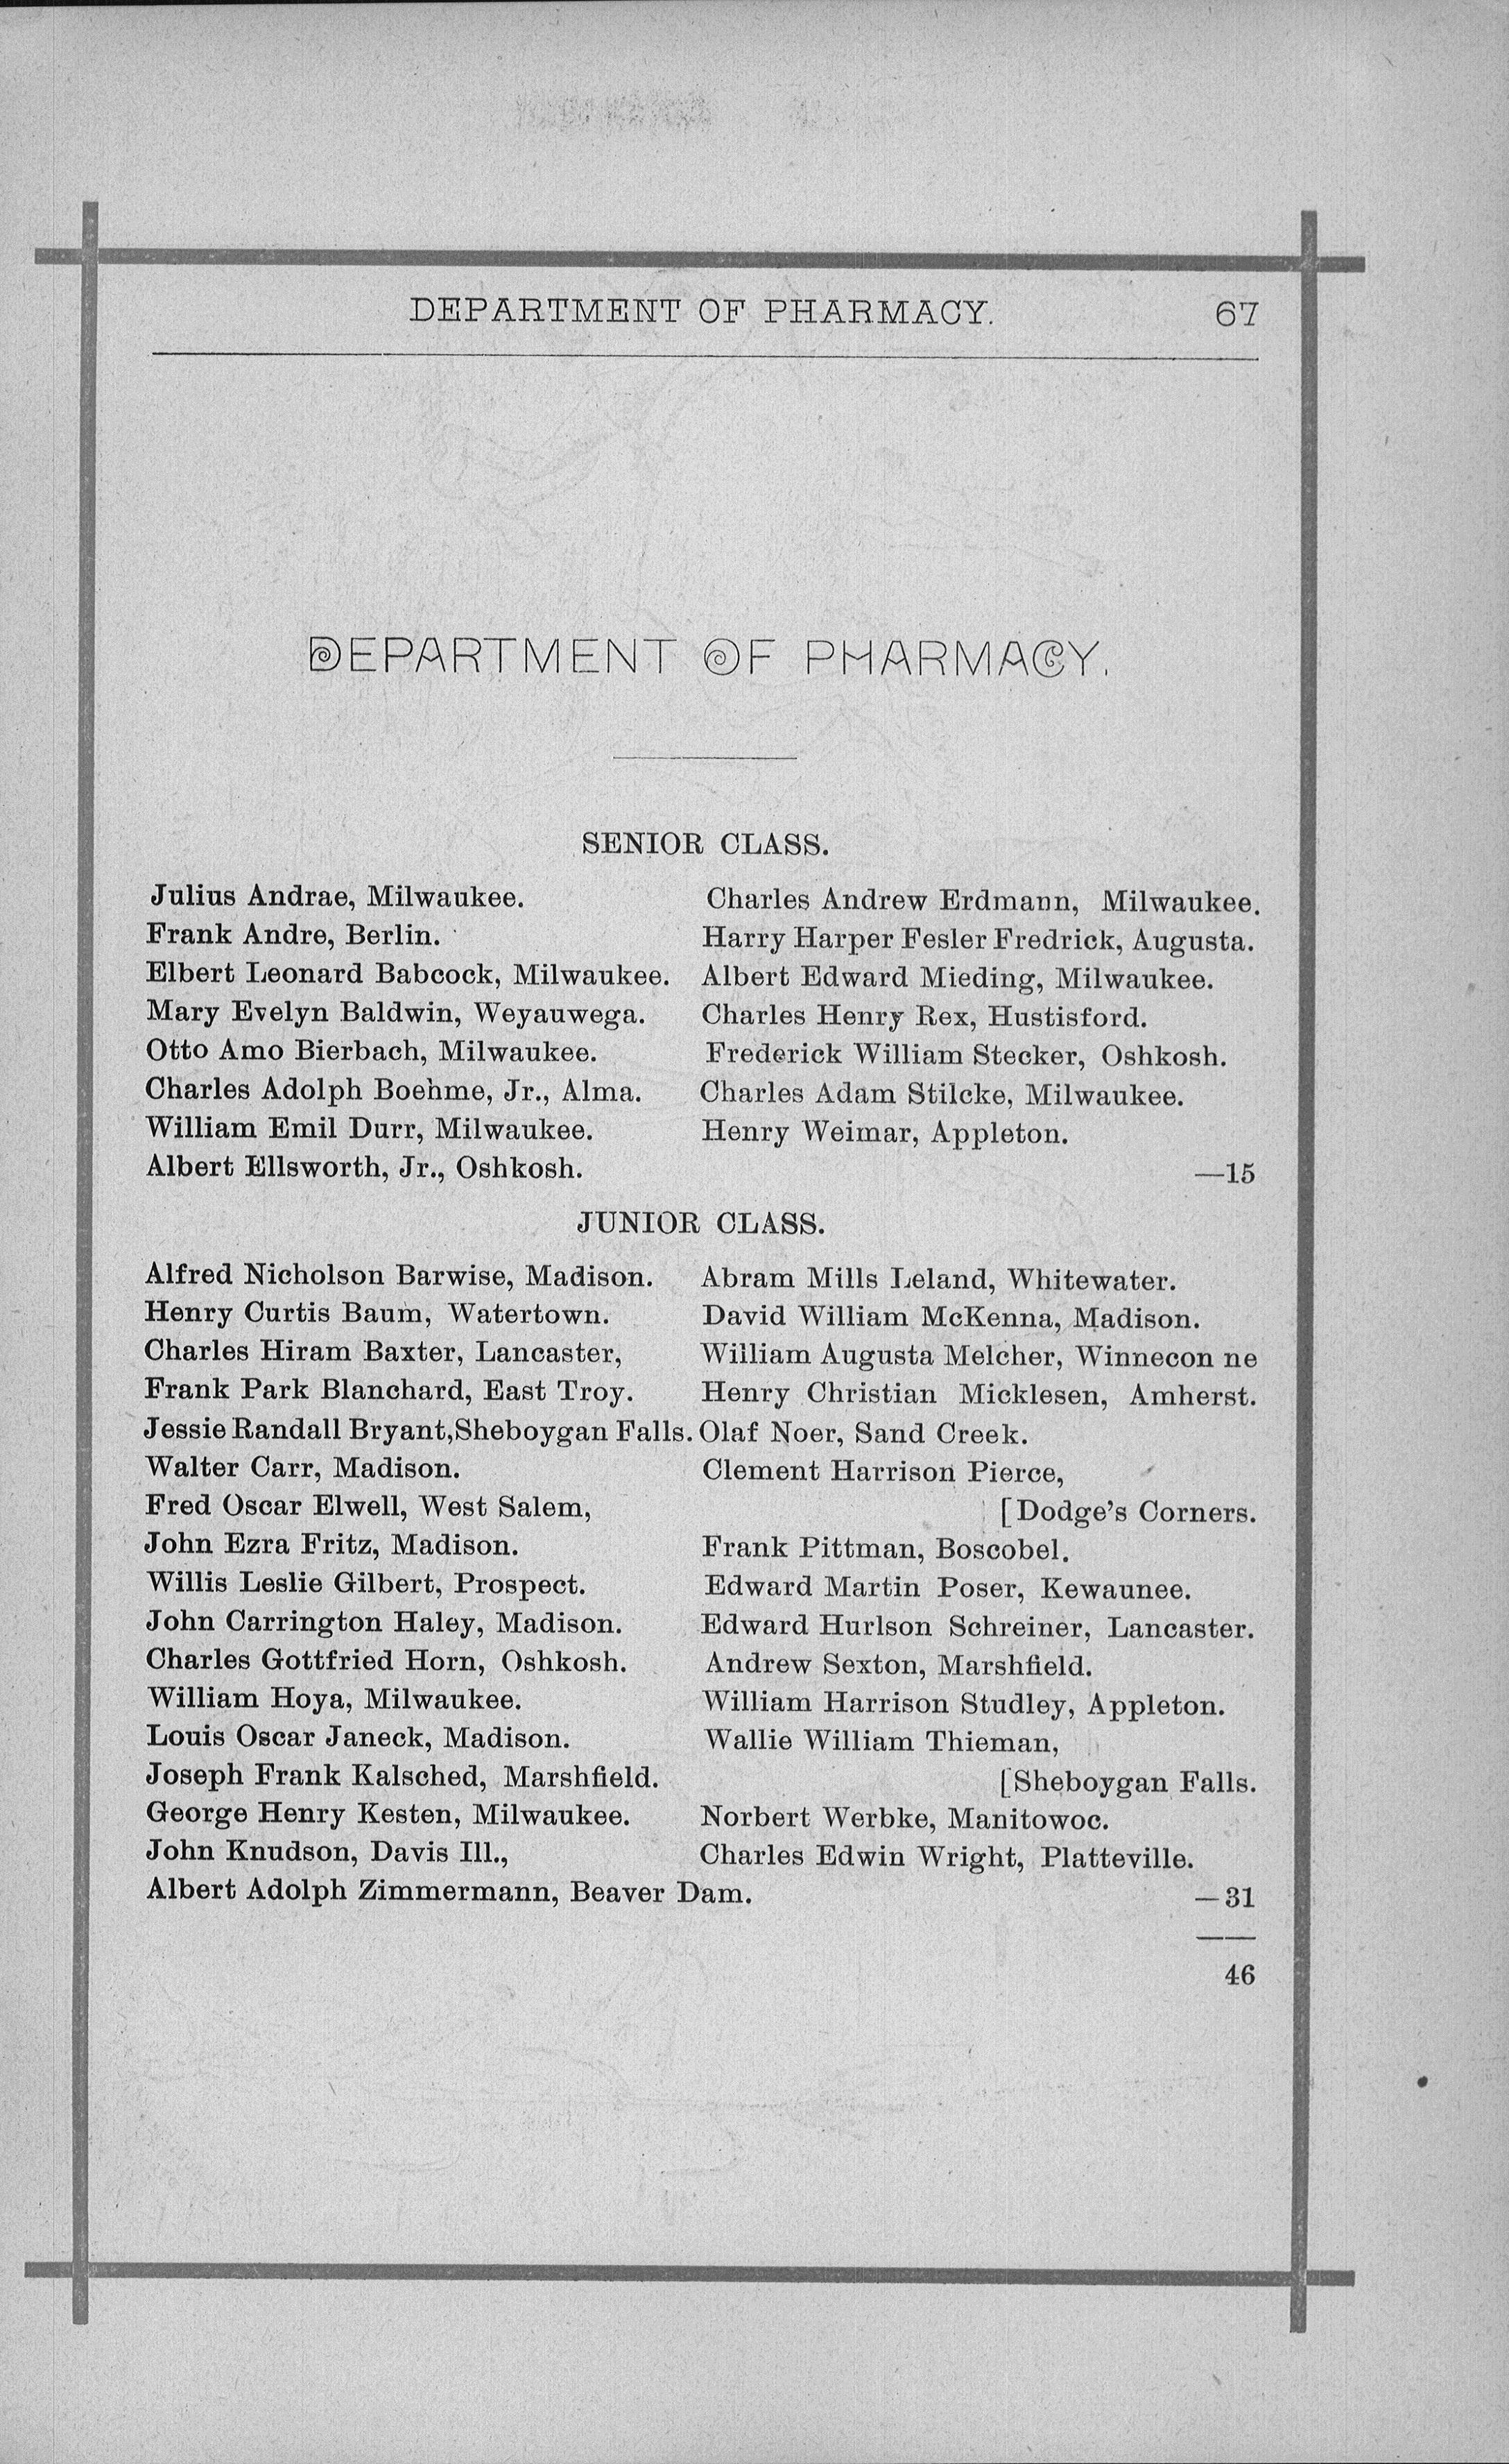 DEPARTMENT OF PHARMACY. 67
DEPARTMENT OF PHARMACY.
SENIOR CLASS.
Julius Andrae, Milwaukee.
Frank Andre, Berlin.
Elbert Leonard Babcock, Milwaukee.
Mary Evelyn Baldwin, Weyauwega.
Otto Amo Bierbach, Milwaukee.
Charles Adolph Boehme, Jr., Alma.
William Emil Durr, Milwaukee.
Albert Ellsworth, Jr., Oshkosh.
Charles Andrew Erdmann, Milwaukee.
Harry Harper Fesler Fredrick, Augusta.
Albert Edward Mieding, Milwaukee.
Charles Henry Rex, Hustisford.
Frederick William Stecker, Oshkosh.
Charles Adam Stilcke, Milwaukee.
Henry Weimar, Appleton.
—15
JUNIOR CLASS.
Alfred Nicholson Barwise, Madison.
Henry Curtis Baum, Watertown.
Charles Hiram Baxter, Lancaster,
Frank Park Blanchard, East Troy.
Jessie Randall Bryant, Sheboygan Falls.
Walter Carr, Madison.
Fred Oscar Elwell, West Salem,
John Ezra Fritz, Madison.
Willis Leslie Gilbert, Prospect.
John Carrington Haley, Madison.
Charles Gottfried Horn, Oshkosh.
William Hoya, Milwaukee.
Louis Oscar Janeck, Madison.
Joseph Frank Kalsched, Marshfield.
George Henry Kesten, Milwaukee.
John Knudson, Davis Ill.,
Albert Adolph Zimmermann, Beaver Dam.
Abram Mills Leland, Whitewater.
David William McKenna, Madison.
William Augusta Melcher, Winnecon ne
Henry Christian Micklesen, Amherst.
Olaf Noer, Sand Creek.
Clement Harrison Pierce,
[Dodge's Corners.
Frank Pittman, Boscobel.
Edward Martin Poser, Kewaunee.
Edward Hurlson Schreiner, Lancaster.
Andrew Sexton, Marshfield.
William Harrison Studley, Appleton.
Wallie William Thieman,
[Sheboygan Falls.
Norbert Werbke, Manitowoc.
Charles Edwin Wright, Platteville.
—31
46